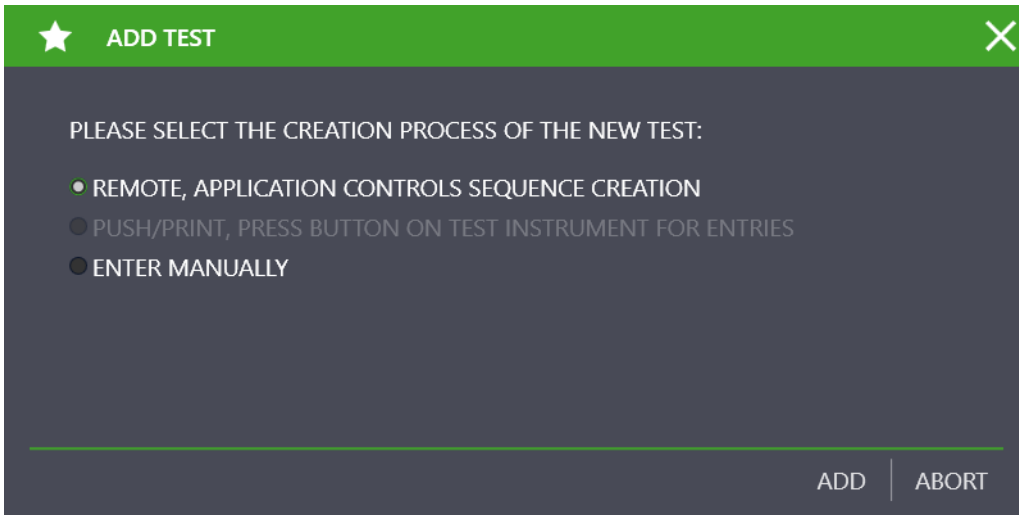 ADD TEST
PLEASE SELECT THE CREATION PROCESS OF THE NEW TEST:
REMOTE, APPLICATION CONTROLS SEQUENCE CREATION
PUSH/PRINT, PRESS BUTTON ON TEST INSTRUMENT FOR ENTRIES
ENTER MANUALLY
ADD ABORT